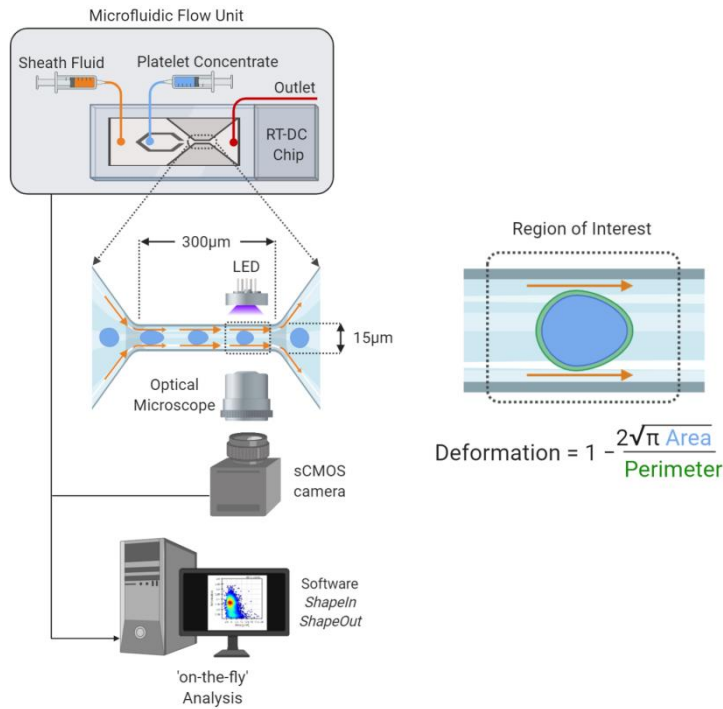 Microfluidic Flow Unit
Sheath Fluid
Platelet Concentrate
Outlet
RT-DC
Chip
300μm
LED
15μm
Optical
Microscope
sCMOS
camera
Software
ShapeIn
ShapeOut
'on-the-fly'
Analysis
Region of Interest
Deformation = 1 - 2√π Area / Perimeter